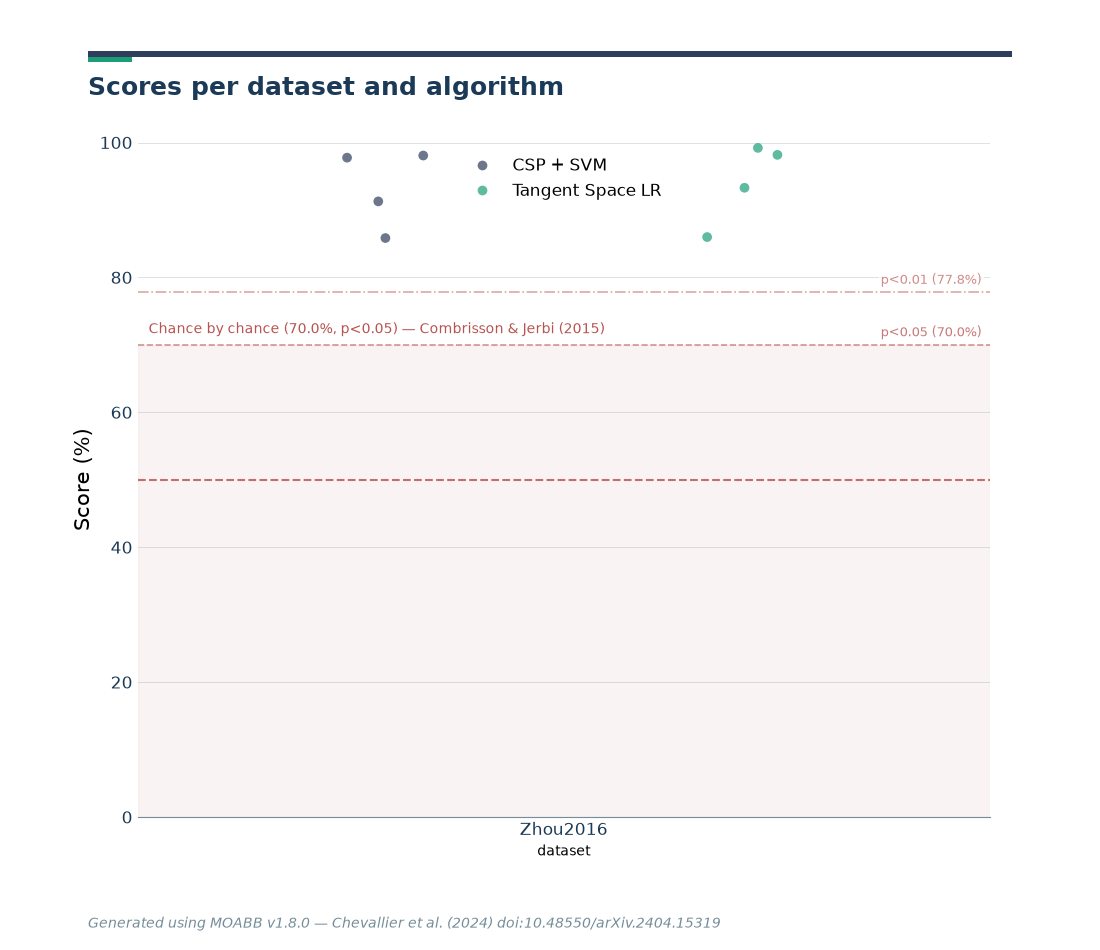 Scores per dataset and algorithm
100
CSP + SVM
Tangent Space LR
80
p<0.01 (77.8%)
Chance by chance (70.0%, p<0.05) — Combrisson & Jerbi (2015)
p<0.05 (70.0%)
60
Score (%)
40
20
0
Zhou2016
dataset
Generated using MOABB v1.8.0 — Chevallier et al. (2024) doi:10.48550/arXiv.2404.15319